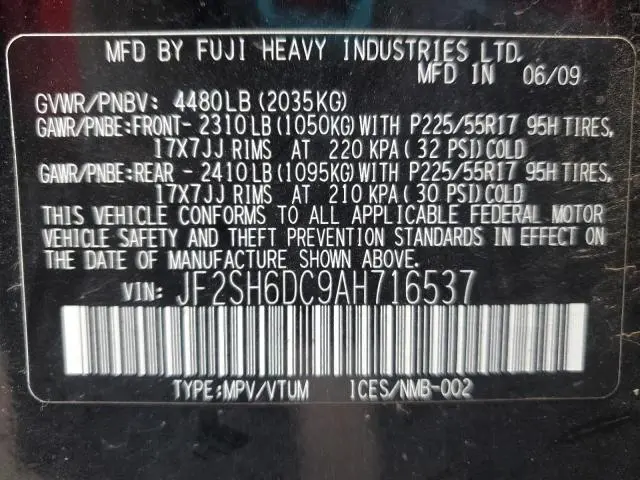 MFD BY FUJI HEAVY INDUSTRIES LTD.
MFD IN 06/09
GVWR/PNBV: 4480LB (2035KG)
GAWR/PNBE:FRONT- 2310LB (1050KG) WITH P225/55R17 95H TIRES,
17X7JJ RIMS AT 220 KPA ( 32 PSI) COLD
GAWR/PNBE:REAR - 2410LB (1095KG) WITH P225/55R17 95H TIRES,
17X7JJ RIMS AT 210 KPA ( 30 PSI) COLD
THIS VEHICLE CONFORMS TO ALL APPLICABLE FEDERAL MOTOR
VEHICLE SAFETY AND THEFT PREVENTION STANDARDS IN EFFECT ON
THE DATE OF MANUFACTURE SHOWN ABOVE.
VIN: JF2SH6DC9AH716537
TYPE:MPV/VTUM ICES/NMB-002